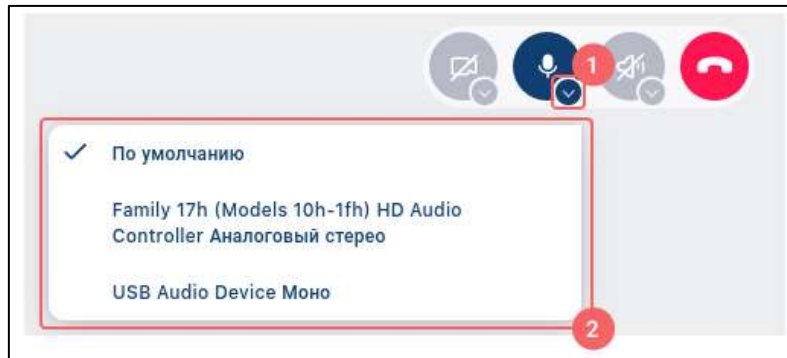 1
По умолчанию
Family 17h (Models 10h-1fh) HD Audio
Controller Аналоговый стерео
USB Audio Device Моно
2